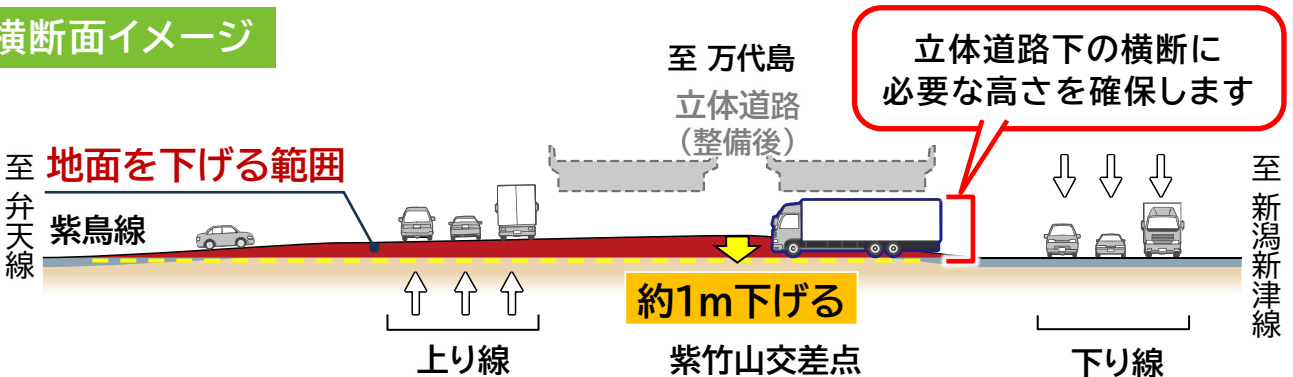 横断面イメージ
至 万代島
立体道路
(整備後)
立体道路下の横断に
必要な高さを確保します
至 弁天線
地面を下げる範囲
紫鳥線
至 新潟新津線
約1m下げる
上り線
紫竹山交差点
下り線